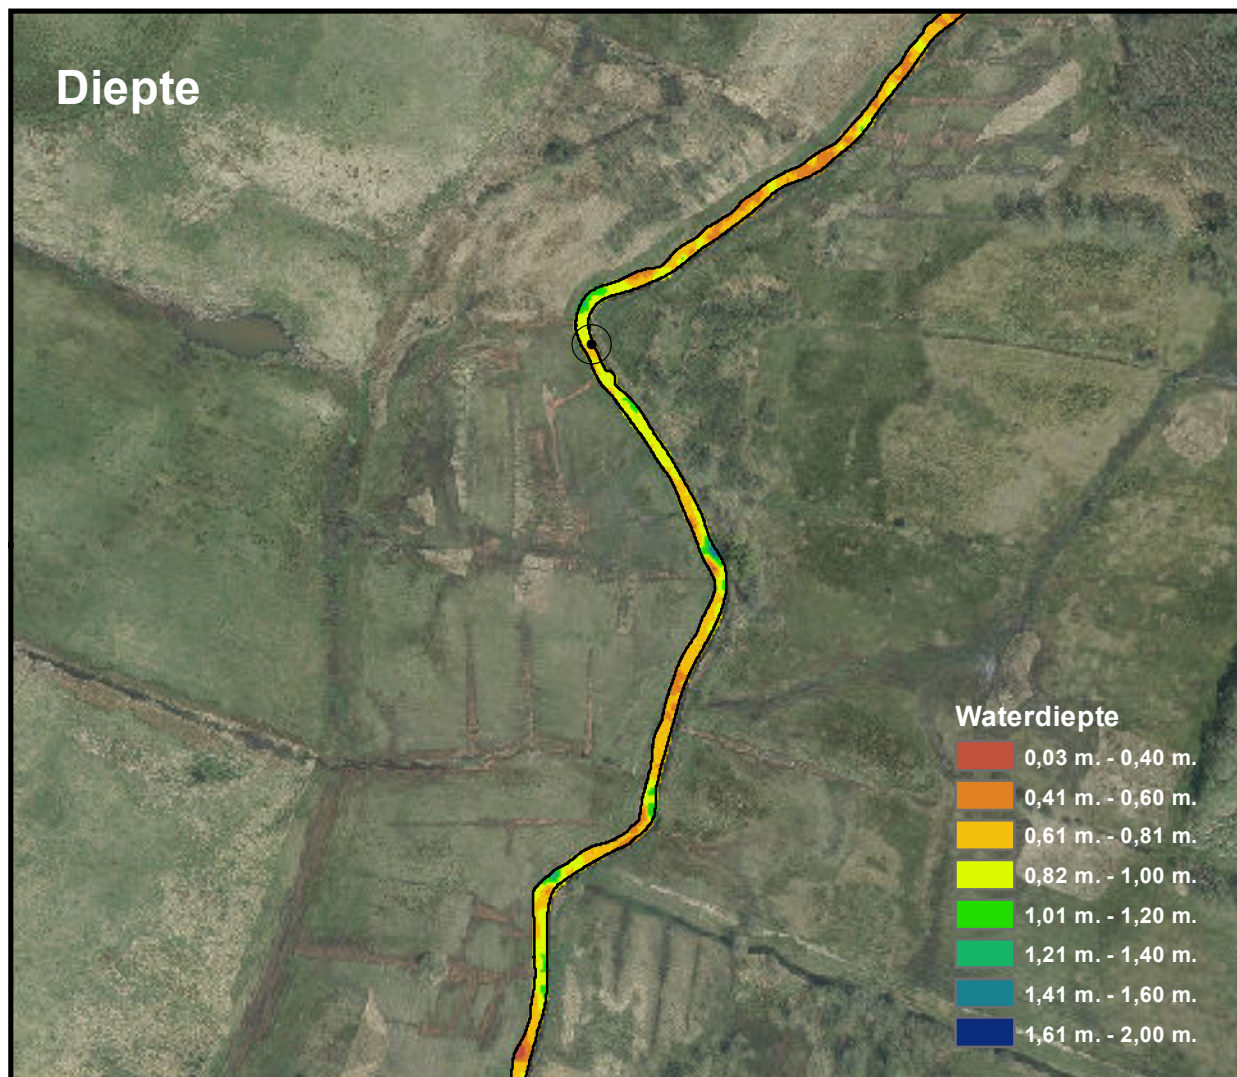 Diepte
Waterdiepte
0,03 m. - 0,40 m.
0,41 m. - 0,60 m.
0,61 m. - 0,81 m.
0,82 m. - 1,00 m.
1,01 m. - 1,20 m.
1,21 m. - 1,40 m.
1,41 m. - 1,60 m.
1,61 m. - 2,00 m.